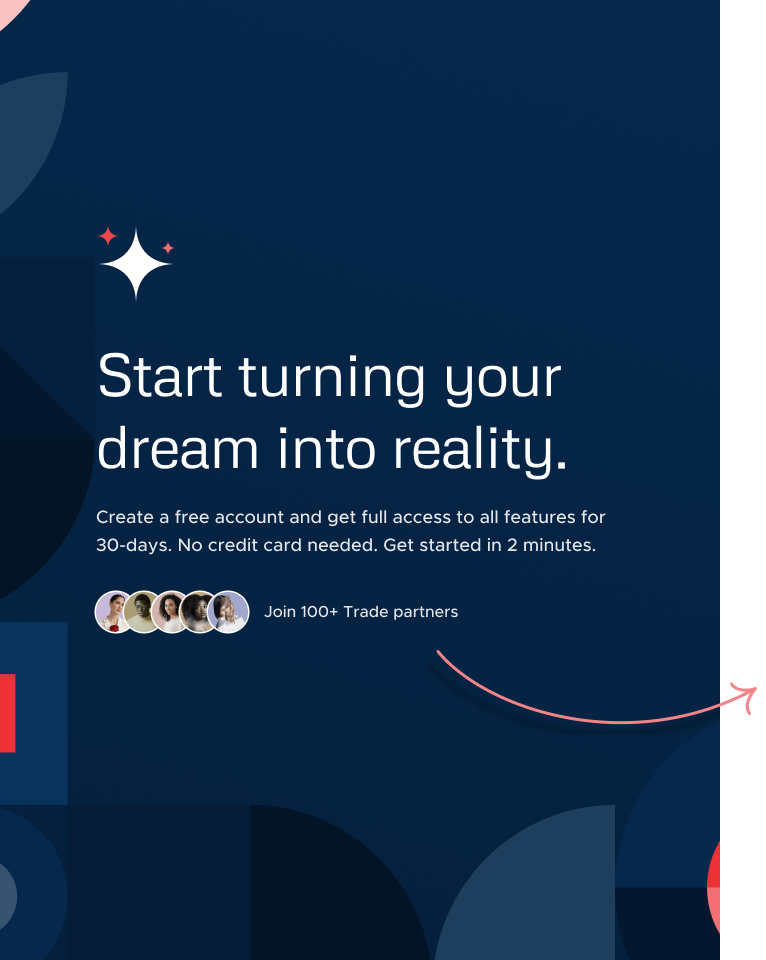 Start turning your
dream into reality.
Create a free account and get full access to all features for
30-days. No credit card needed. Get started in 2 minutes.
Join 100+ Trade partners